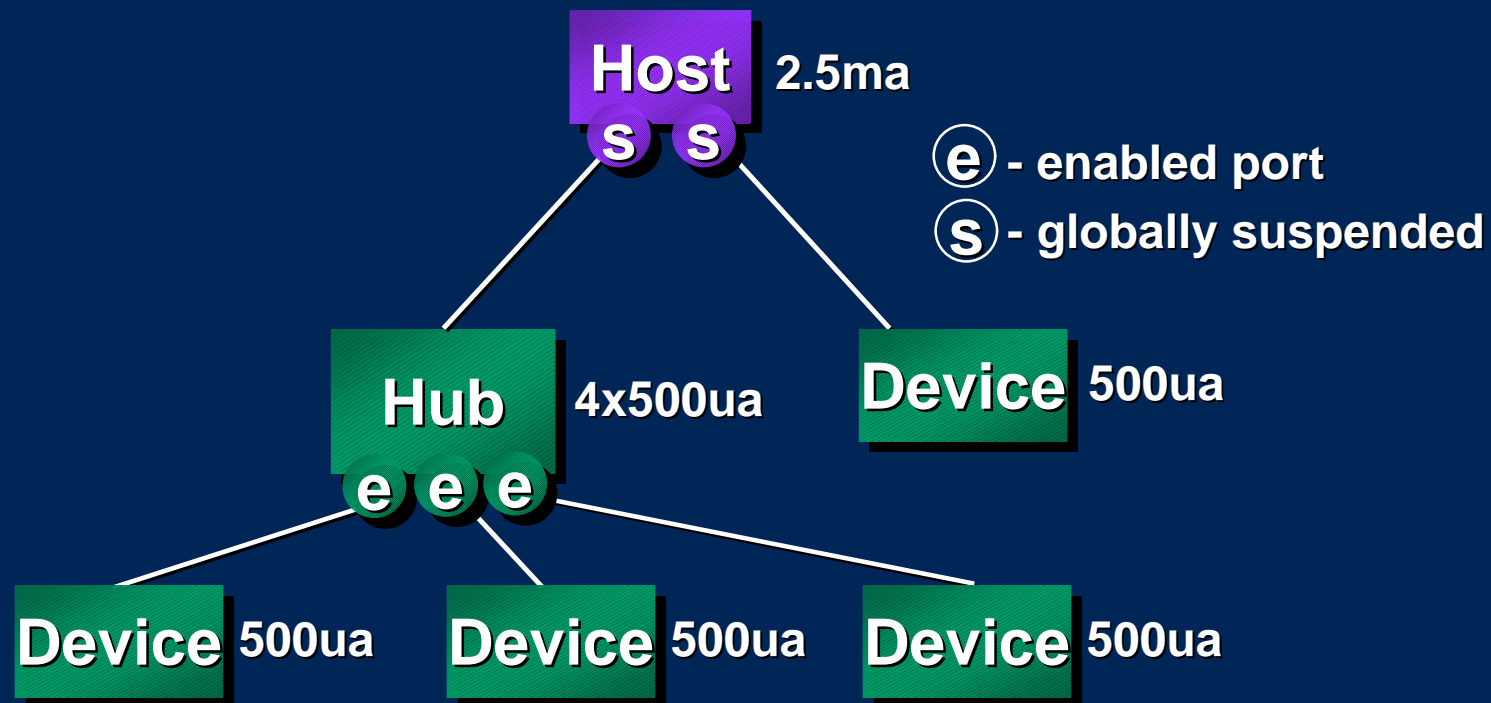 Host 2.5ma
s s
e - enabled port
s - globally suspended
Hub 4x500ua
Device 500ua
e e e
Device 500ua
Device 500ua
Device 500ua